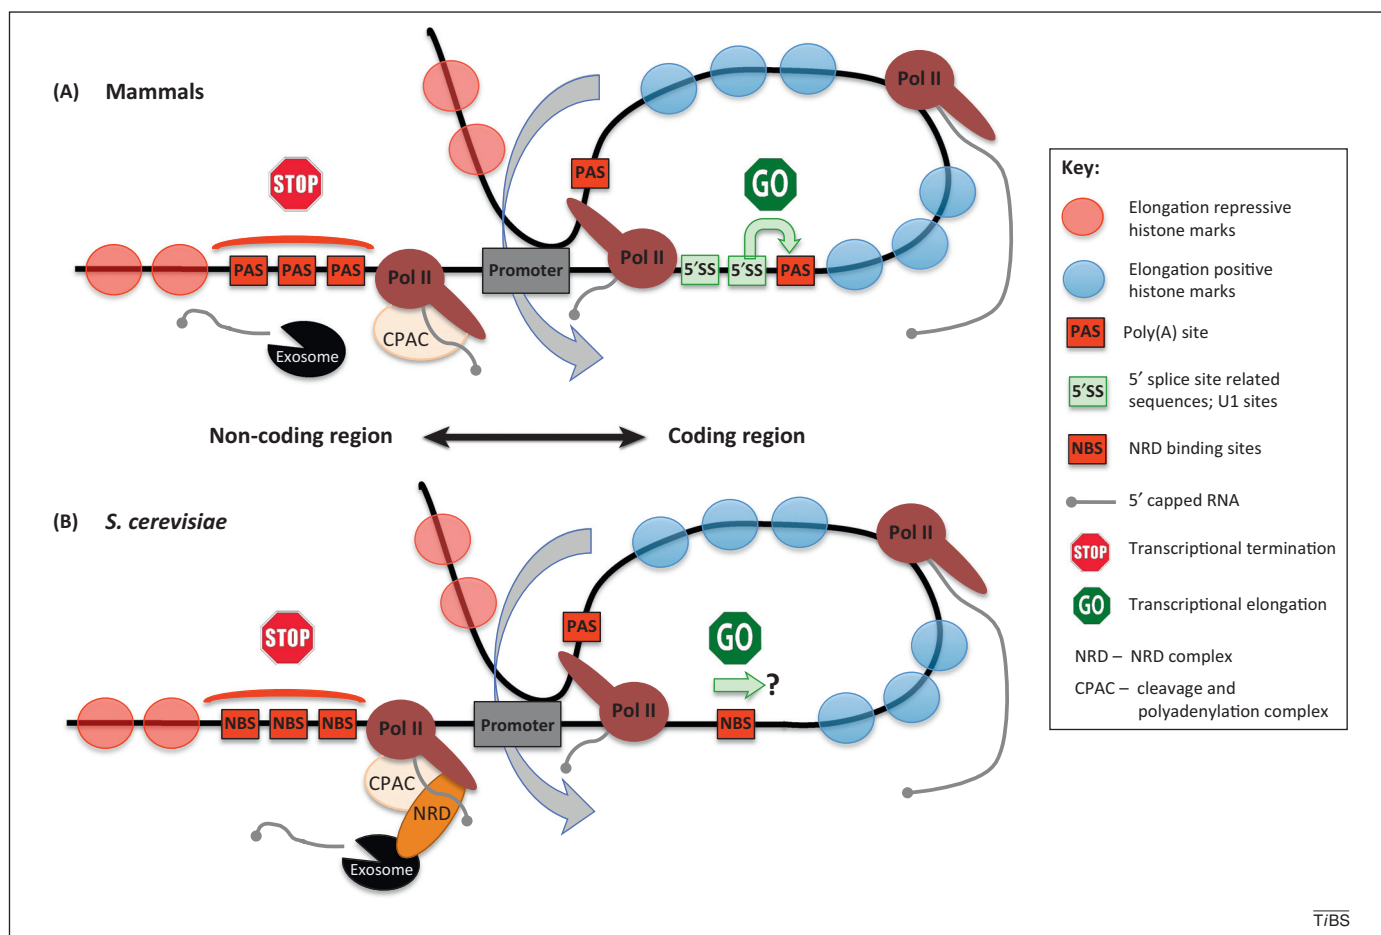 (A) Mammals
STOP
PAS
GO
Pol II
PAS PAS PAS
Pol II
Promoter
Pol II
5′SS
5′SS
PAS
CPAC
Exosome
Non-coding region
Coding region
(B) S. cerevisiae
STOP
PAS
GO
Pol II
?
NBS NBS NBS
Pol II
Promoter
Pol II
NBS
CPAC
NRD
Exosome
Key:
Elongation repressive
histone marks
Elongation positive
histone marks
PAS Poly(A) site
5′SS 5′ splice site related
sequences; U1 sites
NBS NRD binding sites
5′ capped RNA
STOP Transcriptional termination
GO Transcriptional elongation
NRD – NRD complex
CPAC – cleavage and
polyadenylation complex
TiBS